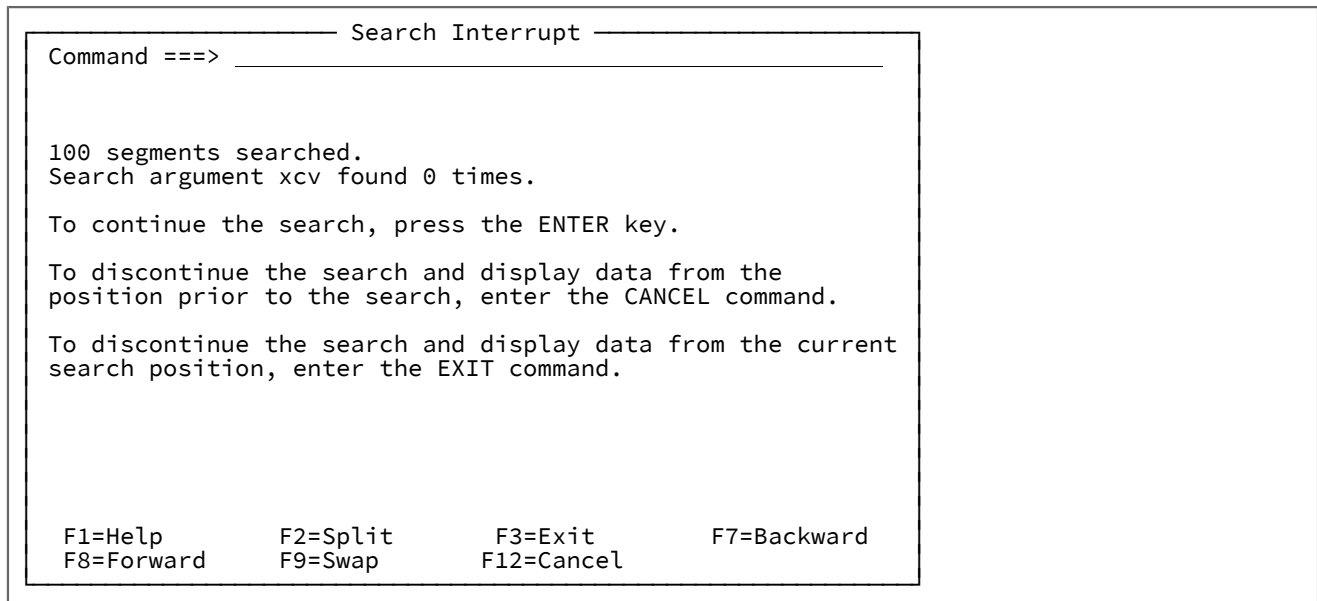 Search Interrupt
Command ===>
100 segments searched.
Search argument xcv found 0 times.
To continue the search, press the ENTER key.
To discontinue the search and display data from the
position prior to the search, enter the CANCEL command.
To discontinue the search and display data from the current
search position, enter the EXIT command.
F1=Help F2=Split F3=Exit F7=Backward
F8=Forward F9=Swap F12=Cancel